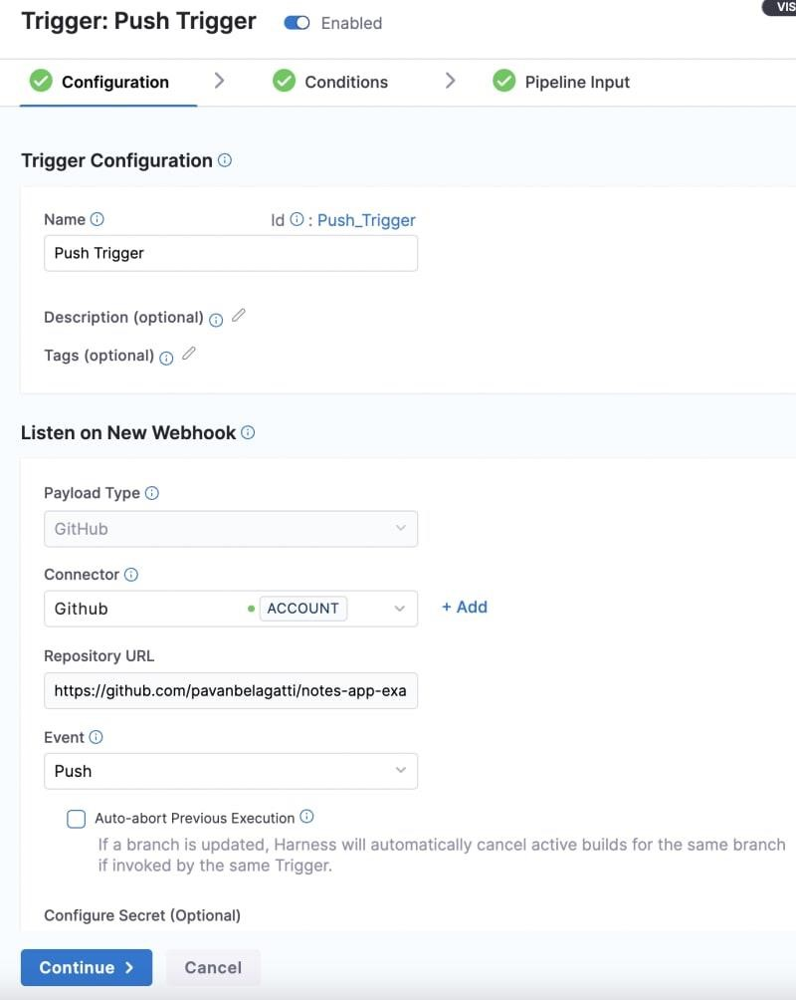 Trigger: Push Trigger Enabled
VIS
Configuration Conditions Pipeline Input
Trigger Configuration
Name Id : Push_Trigger
Push Trigger
Description (optional)
Tags (optional)
Listen on New Webhook
Payload Type
GitHub
Connector
Github ACCOUNT + Add
Repository URL
https://github.com/pavanbelagatti/notes-app-exa
Event
Push
Auto-abort Previous Execution
If a branch is updated, Harness will automatically cancel active builds for the same branch
if invoked by the same Trigger.
Configure Secret (Optional)
Continue Cancel